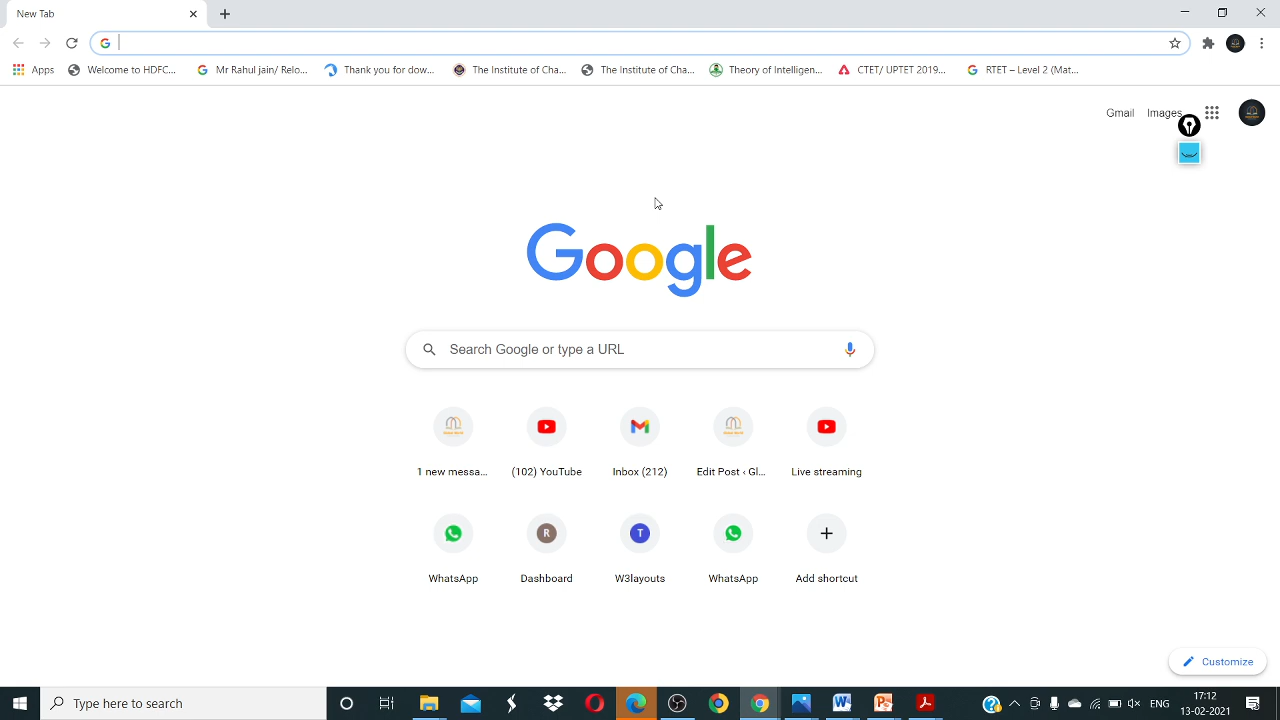 New Tab
Apps Welcome to HDFC... Mr Rahul jain/ Relo... Thank you for dow... The Institute of Cha... The Institute of Cha... Theory of Intelligen... CTET/ UPTET 2019... RTET – Level 2 (Mat...
Gmail Images
Google
Search Google or type a URL
1 new messa... (102) YouTube Inbox (212) Edit Post ‹ Gl... Live streaming
R T
WhatsApp Dashboard W3layouts WhatsApp Add shortcut
Customize
Type here to search
ENG
17:12
13-02-2021